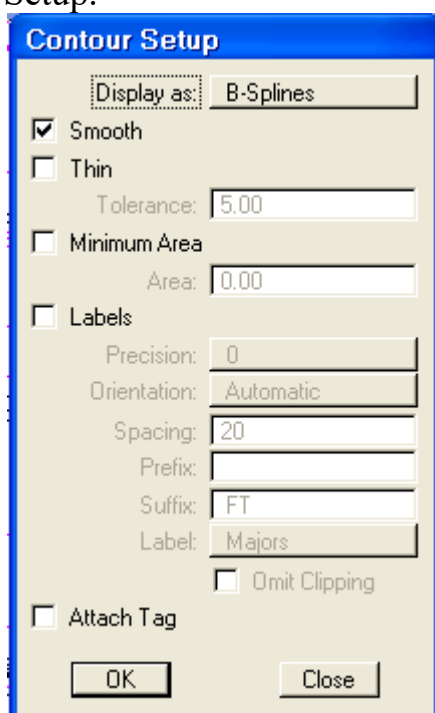 Setup:
Contour Setup
Display as: B-Splines
Smooth
Thin
Tolerance: 5.00
Minimum Area
Area: 0.00
Labels
Precision: 0
Orientation: Automatic
Spacing: 20
Prefix:
Suffix: FT
Label: Majors
Omit Clipping
Attach Tag
OK Close